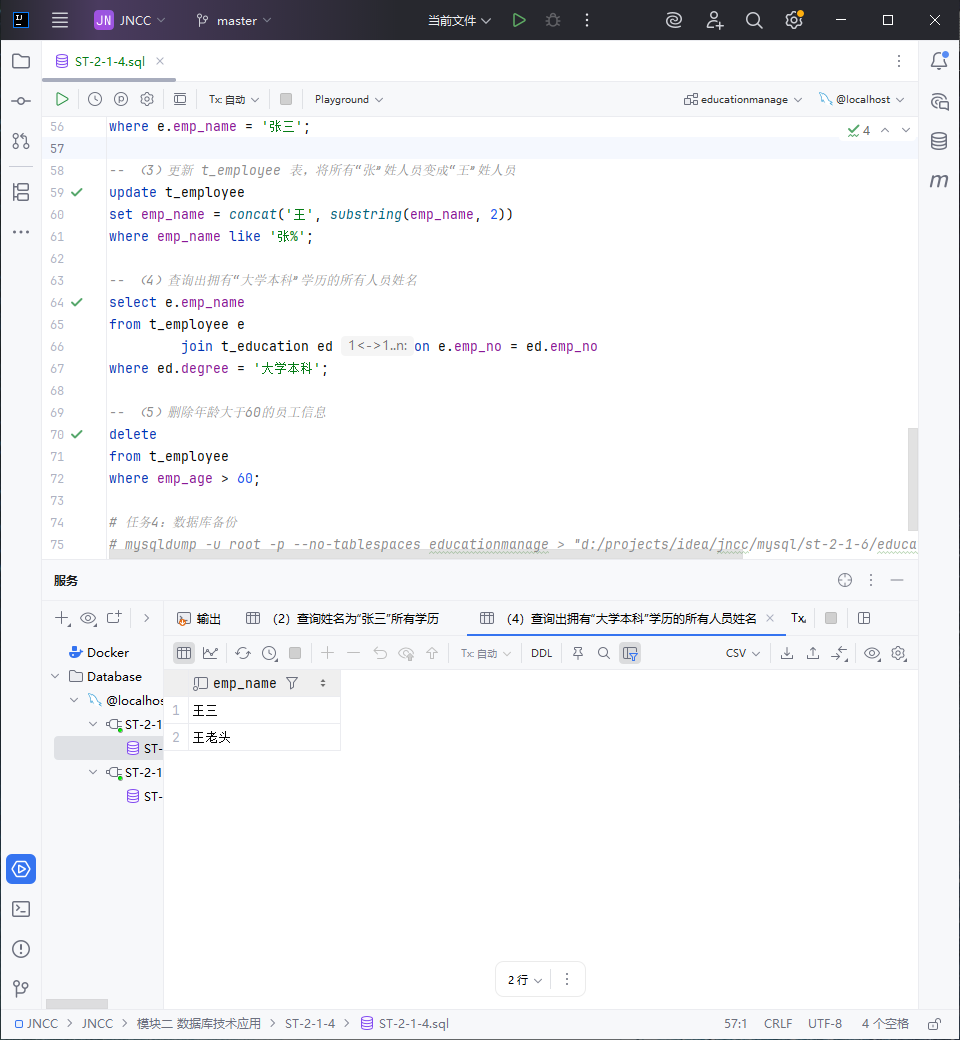 JN JNCC master 当前文件
ST-2-1-4.sql
Tx: 自动 Playground educationmanage @localhost
56 where e.emp_name = '张三'; 4
57
58 -- （3）更新 t_employee 表，将所有“张”姓人员变成“王”姓人员
59 update t_employee
60 set emp_name = concat('王', substring(emp_name, 2))
61 where emp_name like '张%';
62
63 -- （4）查询出拥有“大学本科”学历的所有人员姓名
64 select e.emp_name
65 from t_employee e
66 join t_education ed 1<->1..n: on e.emp_no = ed.emp_no
67 where ed.degree = '大学本科';
68
69 -- （5）删除年龄大于60的员工信息
70 delete
71 from t_employee
72 where emp_age > 60;
73
74 # 任务4：数据库备份
75 # mysqldump -u root -p --no-tablespaces educationmanage > "d:/projects/idea/jncc/mysql/st-2-1-6/educa
服务
输出 （2）查询姓名为“张三”所有学历 （4）查询出拥有“大学本科”学历的所有人员姓名 Tx
Docker
Tx: 自动 DDL CSV
Database
emp_name
@localhos
1 王三
ST-2-1
2 王老头
ST-
ST-2-1
ST-
2 行
JNCC > JNCC > 模块二 数据库技术应用 > ST-2-1-4 > ST-2-1-4.sql 57:1 CRLF UTF-8 4 个空格